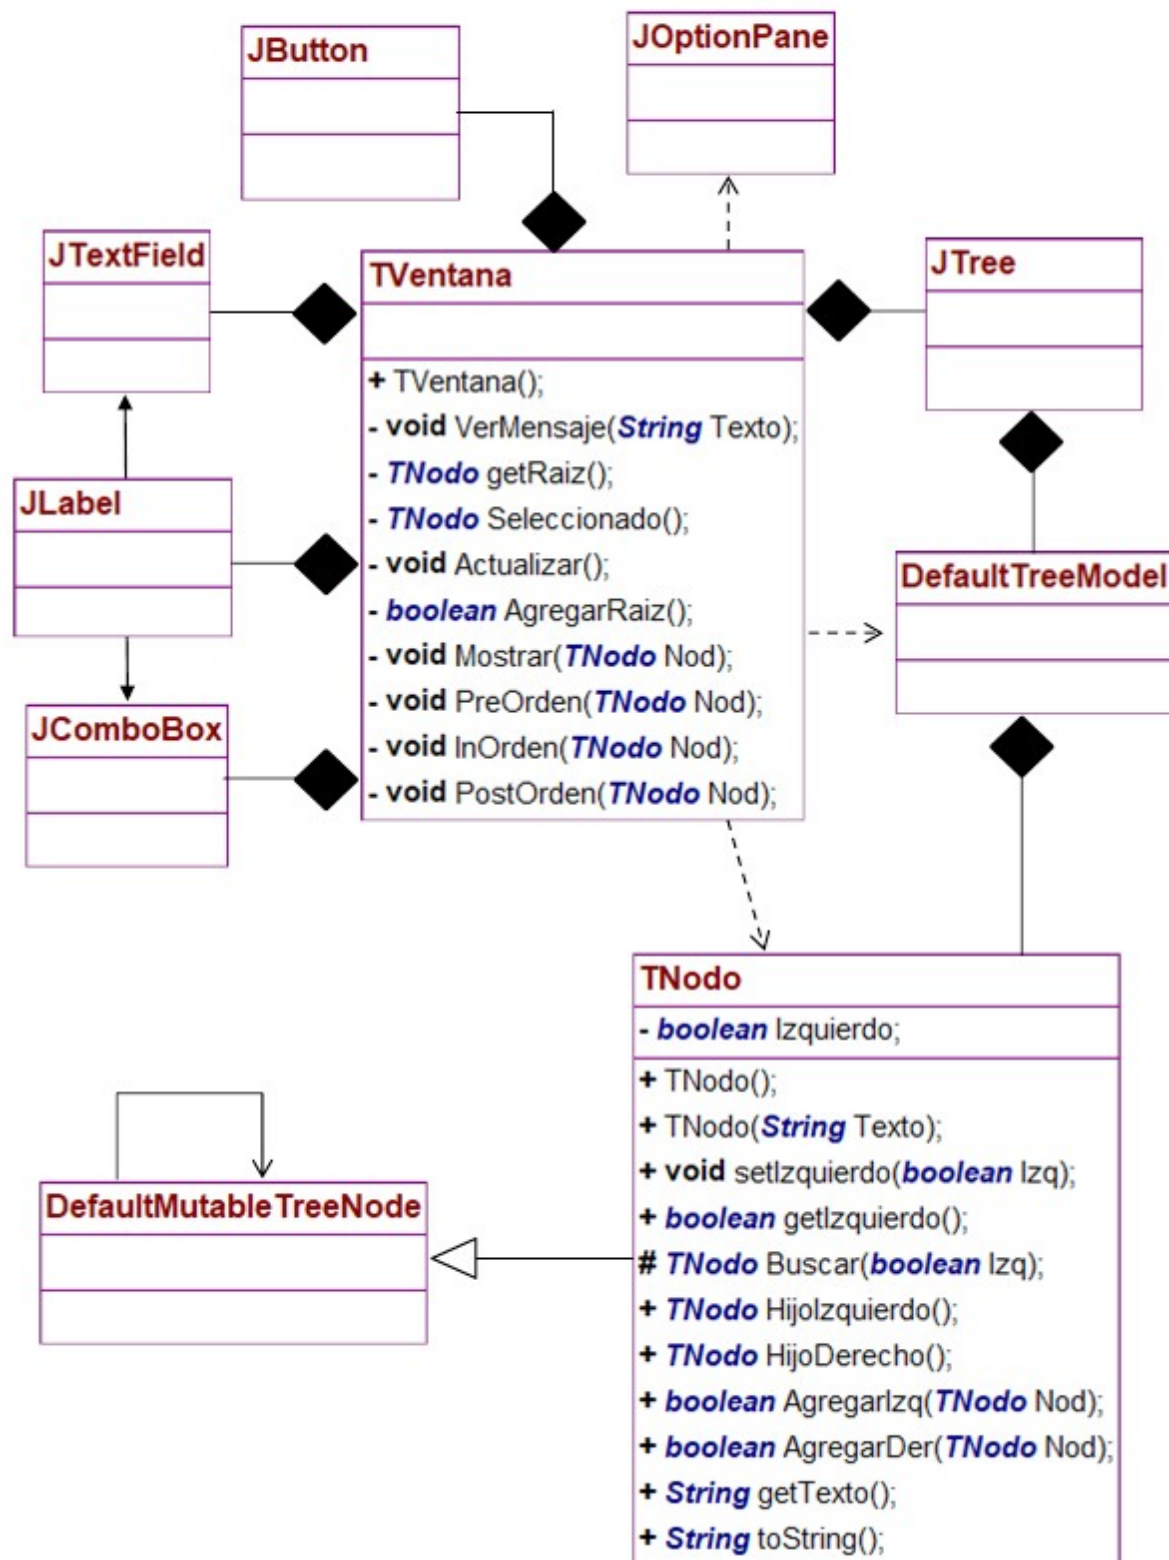 JButton
JOptionPane
JTextField
TVentana
JTree
+ TVentana();
- void VerMensaje(String Texto);
- TNodo getRaiz();
- TNodo Seleccionado();
- void Actualizar();
- boolean AgregarRaiz();
- void Mostrar(TNodo Nod);
- void PreOrden(TNodo Nod);
- void InOrden(TNodo Nod);
- void PostOrden(TNodo Nod);
JLabel
DefaultTreeModel
JComboBox
TNodo
- boolean Izquierdo;
+ TNodo();
+ TNodo(String Texto);
+ void setIzquierdo(boolean Izq);
+ boolean getIzquierdo();
# TNodo Buscar(boolean Izq);
+ TNodo HijoIzquierdo();
+ TNodo HijoDerecho();
+ boolean AgregarIzq(TNodo Nod);
+ boolean AgregarDer(TNodo Nod);
+ String getTexto();
+ String toString();
DefaultMutableTreeNode